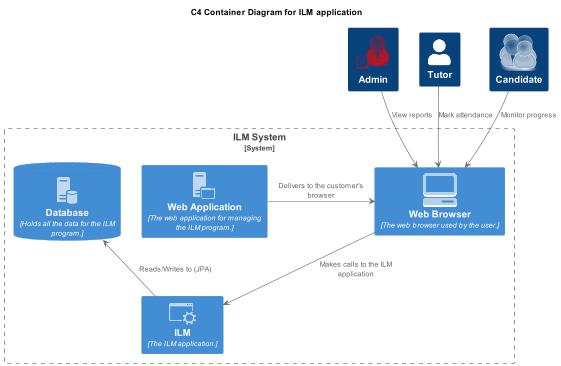 C4 Container Diagram for ILM application
Admin
Tutor
Candidate
View reports
Mark attendance
Monitor progress
ILM System
[System]
Database
[Holds all the data for the ILM
program.]
Web Application
[The web application for managing
the ILM program.]
Delivers to the customer's
browser
Web Browser
[The web browser used by the user.]
Reads/Writes to (JPA)
Makes calls to the ILM
application
ILM
[The ILM application.]